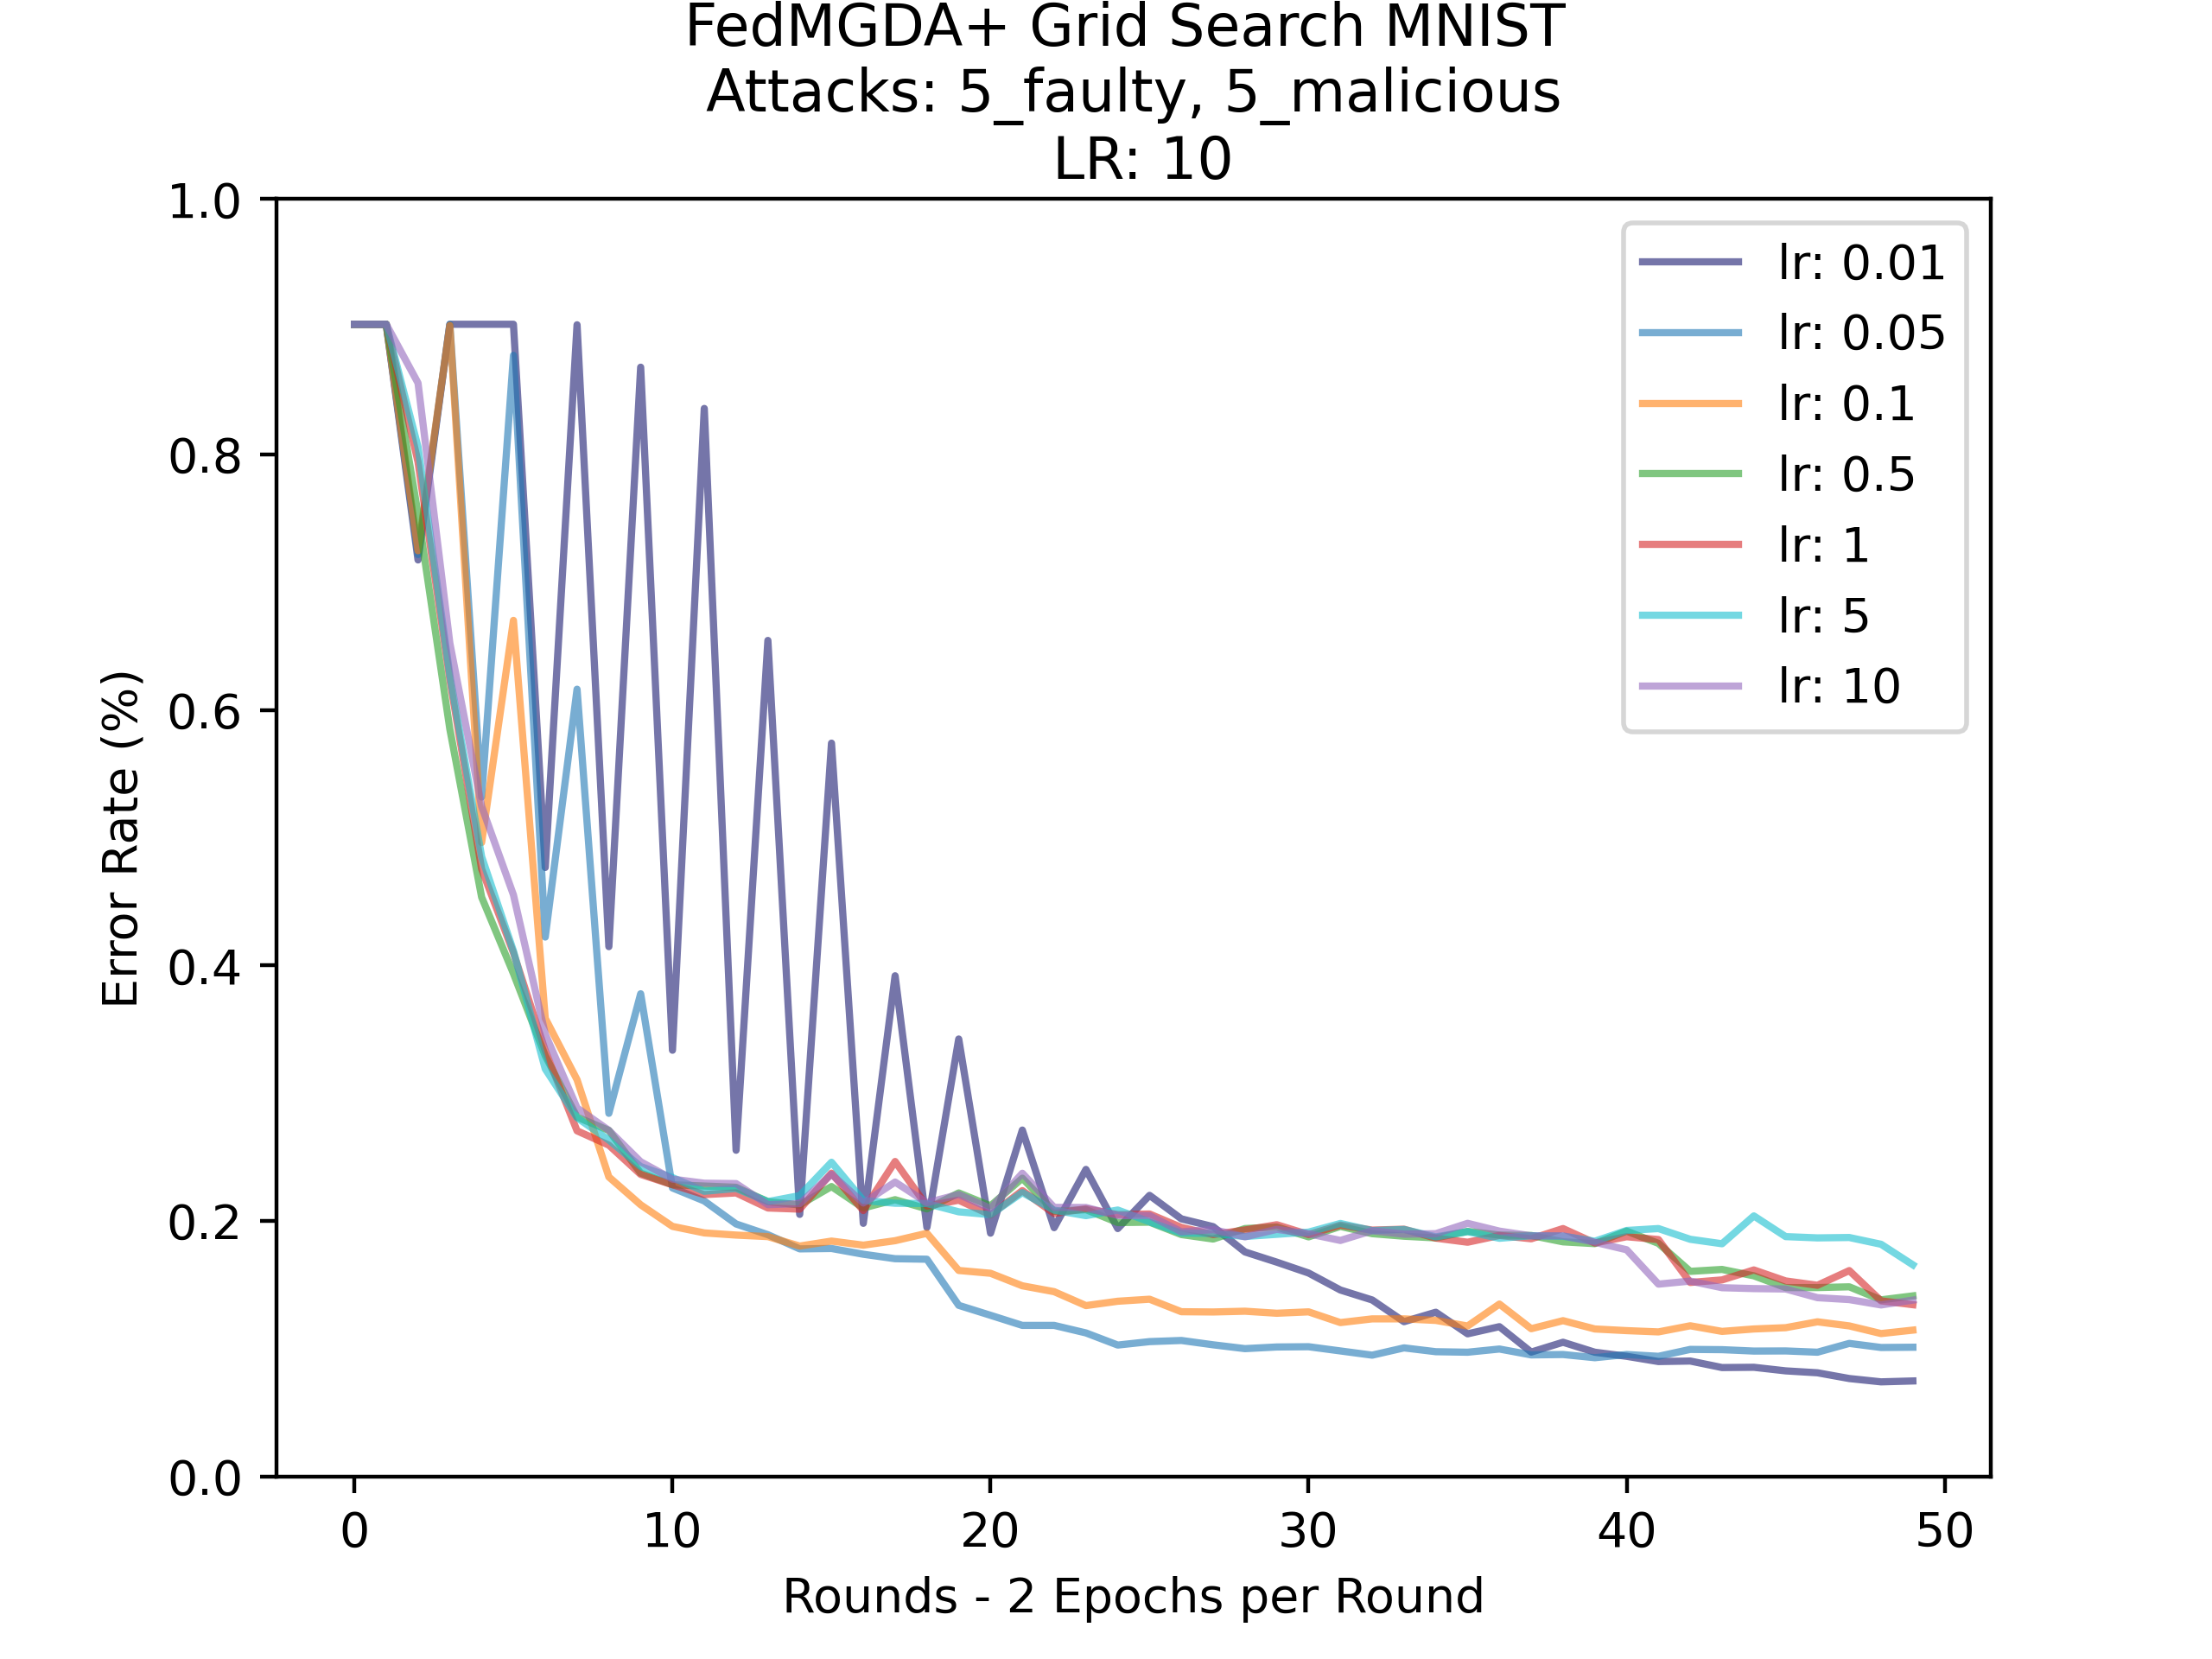 FedMGDA+ Grid Search MNIST
Attacks: 5_faulty, 5_malicious
LR: 10
1.0
0.8
0.6
0.4
0.2
0.0
Error Rate (%)
lr: 0.01
lr: 0.05
lr: 0.1
lr: 0.5
lr: 1
lr: 5
lr: 10
0 10 20 30 40 50
Rounds - 2 Epochs per Round